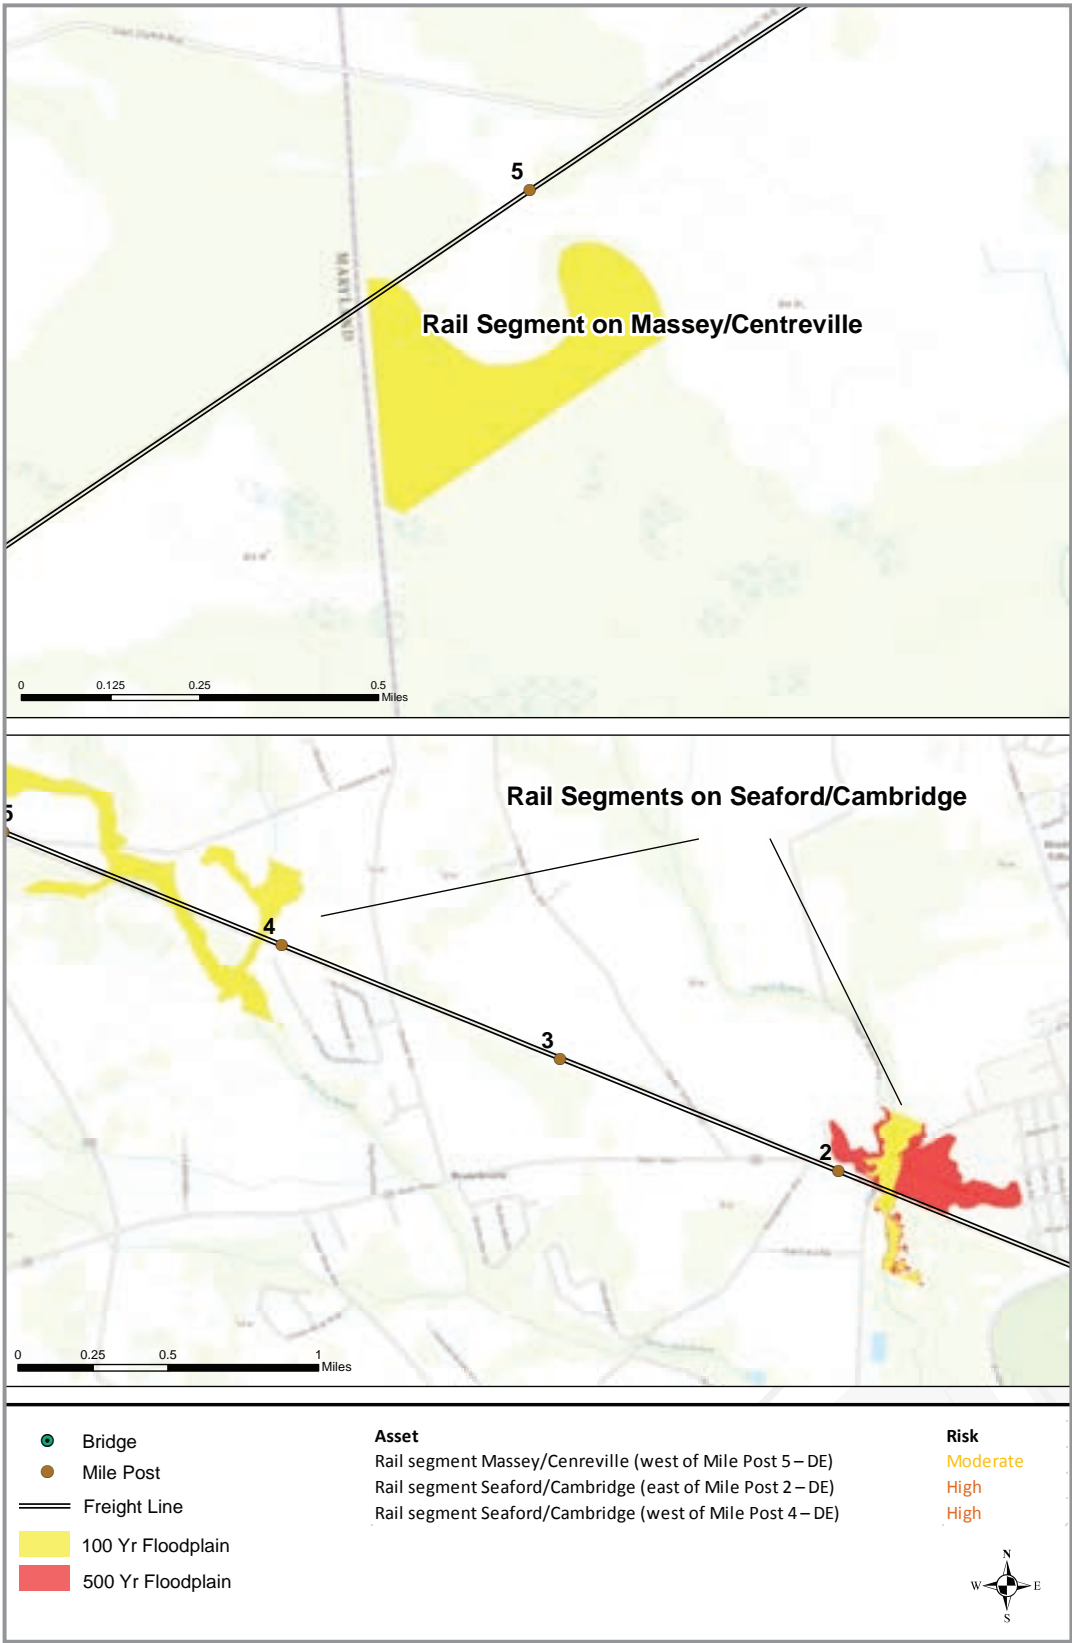 5
MARYLAND
Rail Segment on Massey/Centreville
0 0.125 0.25 0.5
Miles
Rail Segments on Seaford/Cambridge
5
4
3
2
0 0.25 0.5 1
Miles
Bridge
Mile Post
Freight Line
100 Yr Floodplain
500 Yr Floodplain
Asset Risk
Rail segment Massey/Cenreville (west of Mile Post 5 – DE) Moderate
Rail segment Seaford/Cambridge (east of Mile Post 2 – DE) High
Rail segment Seaford/Cambridge (west of Mile Post 4 – DE) High
N
W E
S